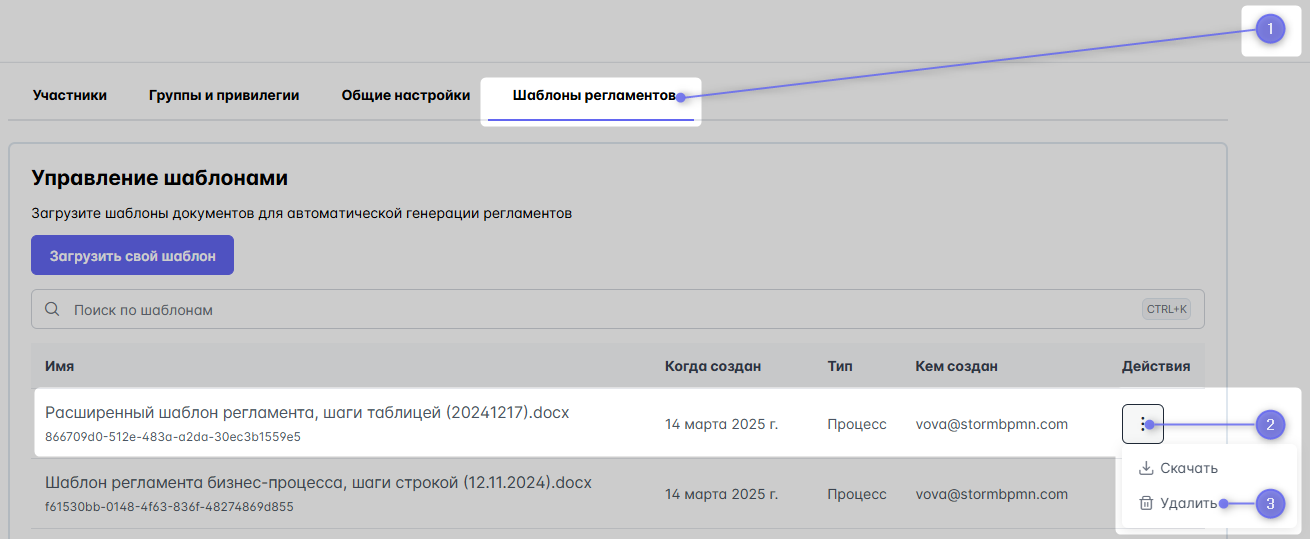 1
Участники Группы и привилегии Общие настройки Шаблоны регламентов
Управление шаблонами
Загрузите шаблоны документов для автоматической генерации регламентов
Загрузить свой шаблон
Поиск по шаблонам CTRL+K
Имя Когда создан Тип Кем создан Действия
Расширенный шаблон регламента, шаги таблицей (20241217).docx
866709d0-512e-483a-a2da-30ec3b1559e5
14 марта 2025 г. Процесс vova@stormbpmn.com 2
Скачать
Шаблон регламента бизнес-процесса, шаги строкой (12.11.2024).docx
f61530bb-0148-4f63-836f-48274869d855
14 марта 2025 г. Процесс vova@stormbpmn.com
Удалить 3